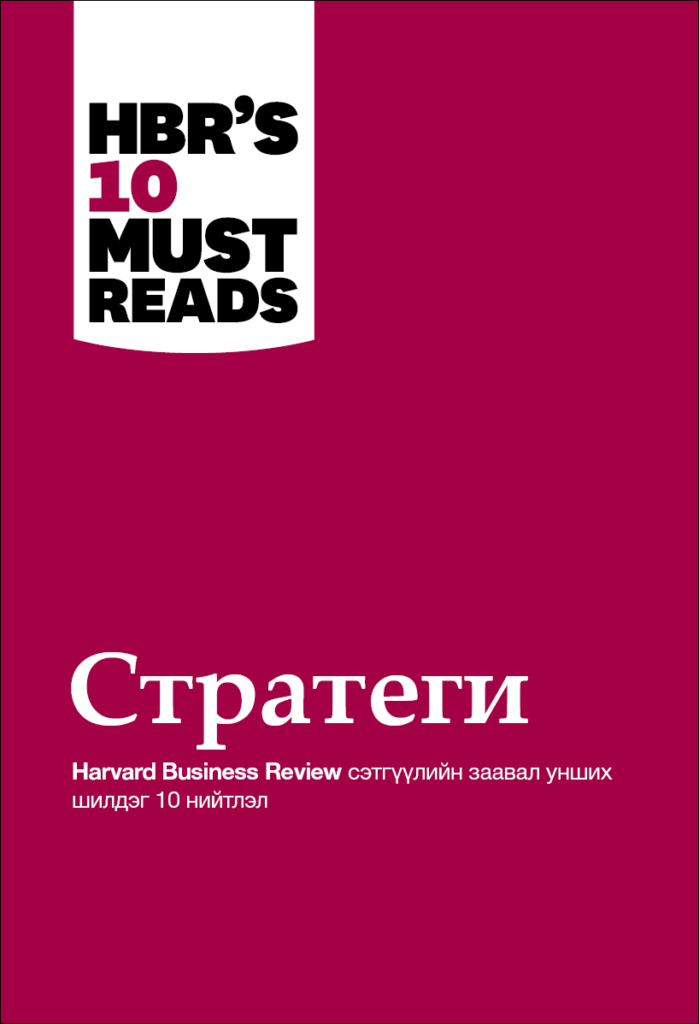 HBR’S
10
MUST
READS
Стратеги
Harvard Business Review сэтгүүлийн заавал унших
шилдэг 10 нийтлэл